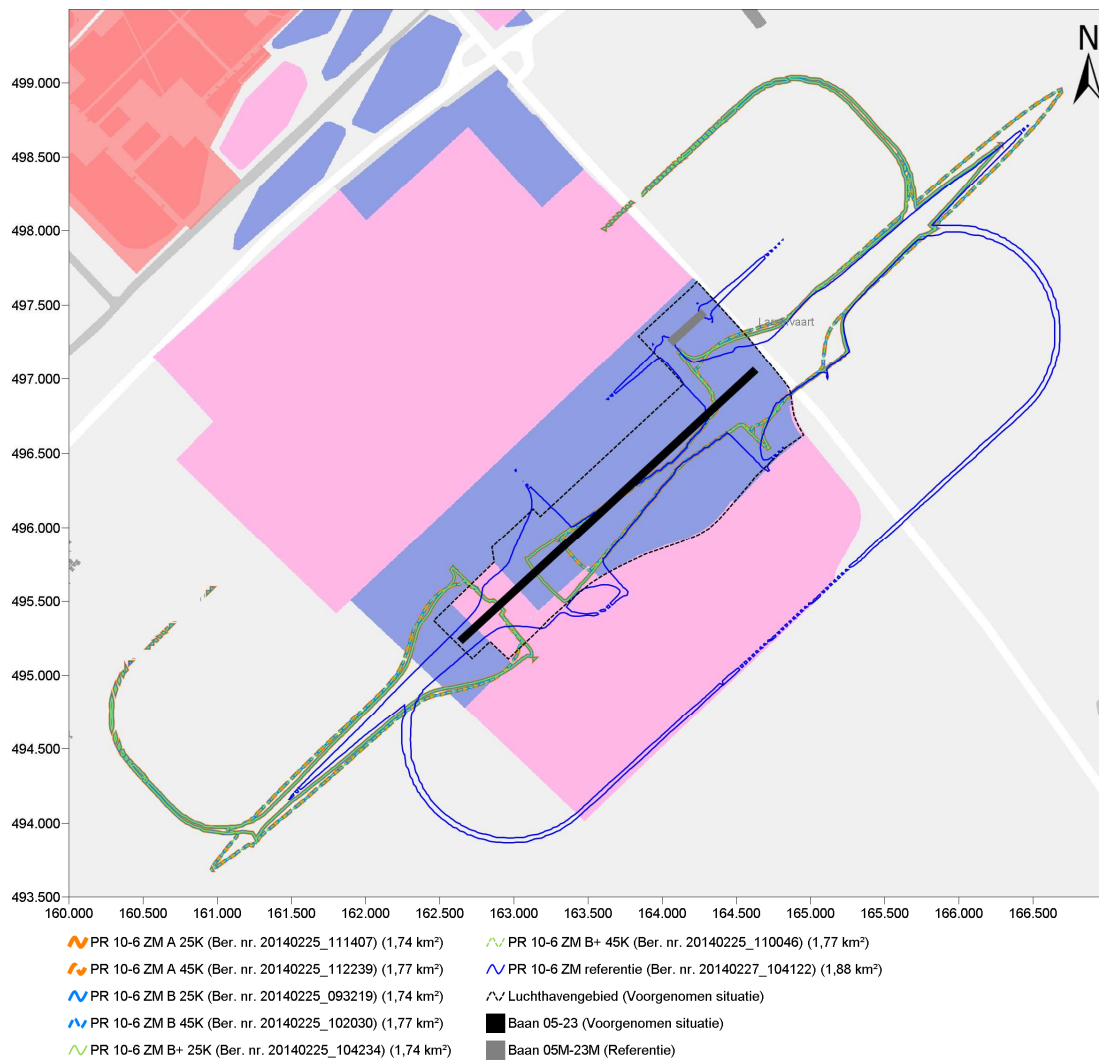 N
499.000
498.500
498.000
497.500
497.000
496.500
496.000
495.500
495.000
494.500
494.000
493.500
160.000 160.500 161.000 161.500 162.000 162.500 163.000 163.500 164.000 164.500 165.000 165.500 166.000 166.500
PR 10-6 ZM A 25K (Ber. nr. 20140225_111407) (1,74 km²)
PR 10-6 ZM A 45K (Ber. nr. 20140225_112239) (1,77 km²)
PR 10-6 ZM B 25K (Ber. nr. 20140225_093219) (1,74 km²)
PR 10-6 ZM B 45K (Ber. nr. 20140225_102030) (1,77 km²)
PR 10-6 ZM B+ 25K (Ber. nr. 20140225_104234) (1,74 km²)
PR 10-6 ZM B+ 45K (Ber. nr. 20140225_110046) (1,77 km²)
PR 10-6 ZM referentie (Ber. nr. 20140227_104122) (1,88 km²)
Luchthavengebied (Voorgenomen situatie)
Baan 05-23 (Voorgenomen situatie)
Baan 05M-23M (Referentie)